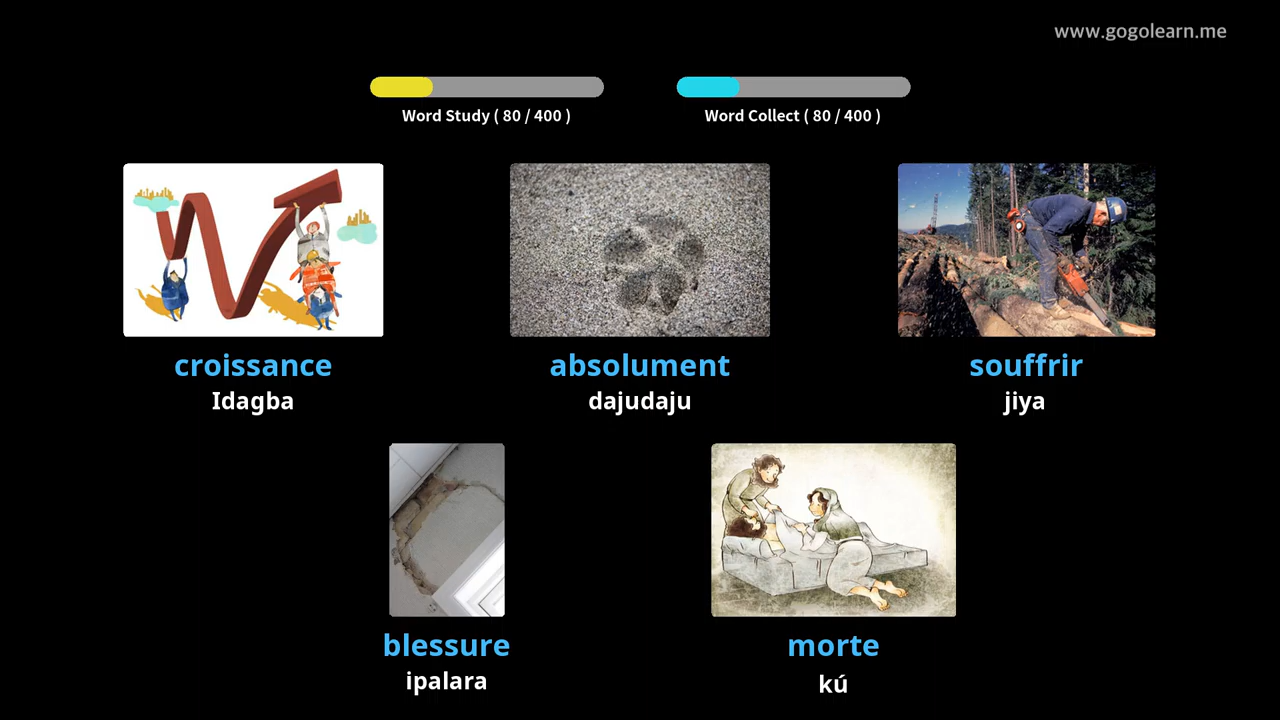 www.gogolearn.me
Word Study ( 80 / 400 )
Word Collect ( 80 / 400 )
croissance
Idagba
absolument
dajudaju
souffrir
jiya
blessure
ipalara
morte
kú